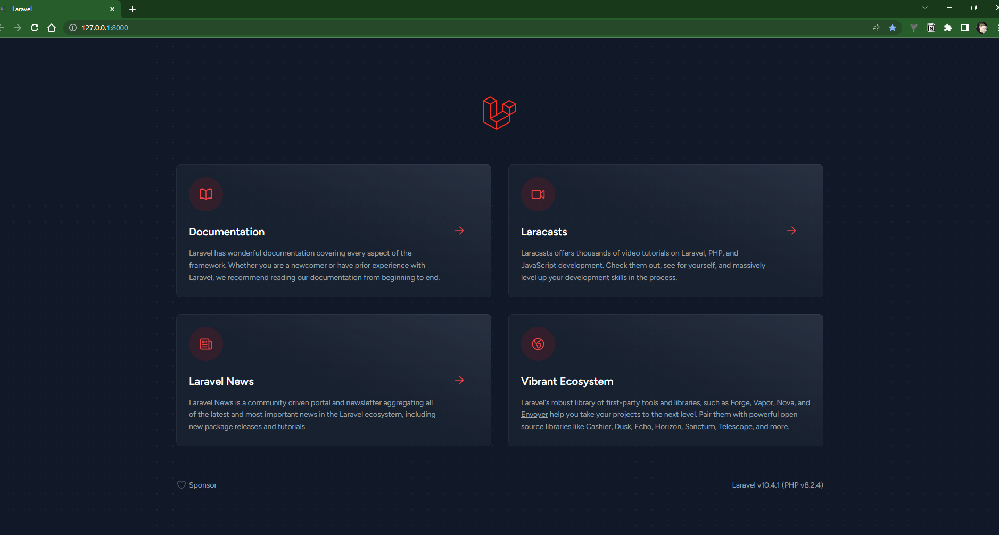 Laravel
127.0.0.1:8000
Documentation
Laravel has wonderful documentation covering every aspect of the
framework. Whether you are a newcomer or have prior experience with
Laravel, we recommend reading our documentation from beginning to end.
Laracasts
Laracasts offers thousands of video tutorials on Laravel, PHP, and
JavaScript development. Check them out, see for yourself, and massively
level up your development skills in the process.
Laravel News
Laravel News is a community driven portal and newsletter aggregating all
of the latest and most important news in the Laravel ecosystem, including
new package releases and tutorials.
Vibrant Ecosystem
Laravel's robust library of first-party tools and libraries, such as Forge, Vapor, Nova, and
Envoyer help you take your projects to the next level. Pair them with powerful open
source libraries like Cashier, Dusk, Echo, Horizon, Sanctum, Telescope, and more.
Sponsor
Laravel v10.4.1 (PHP v8.2.4)